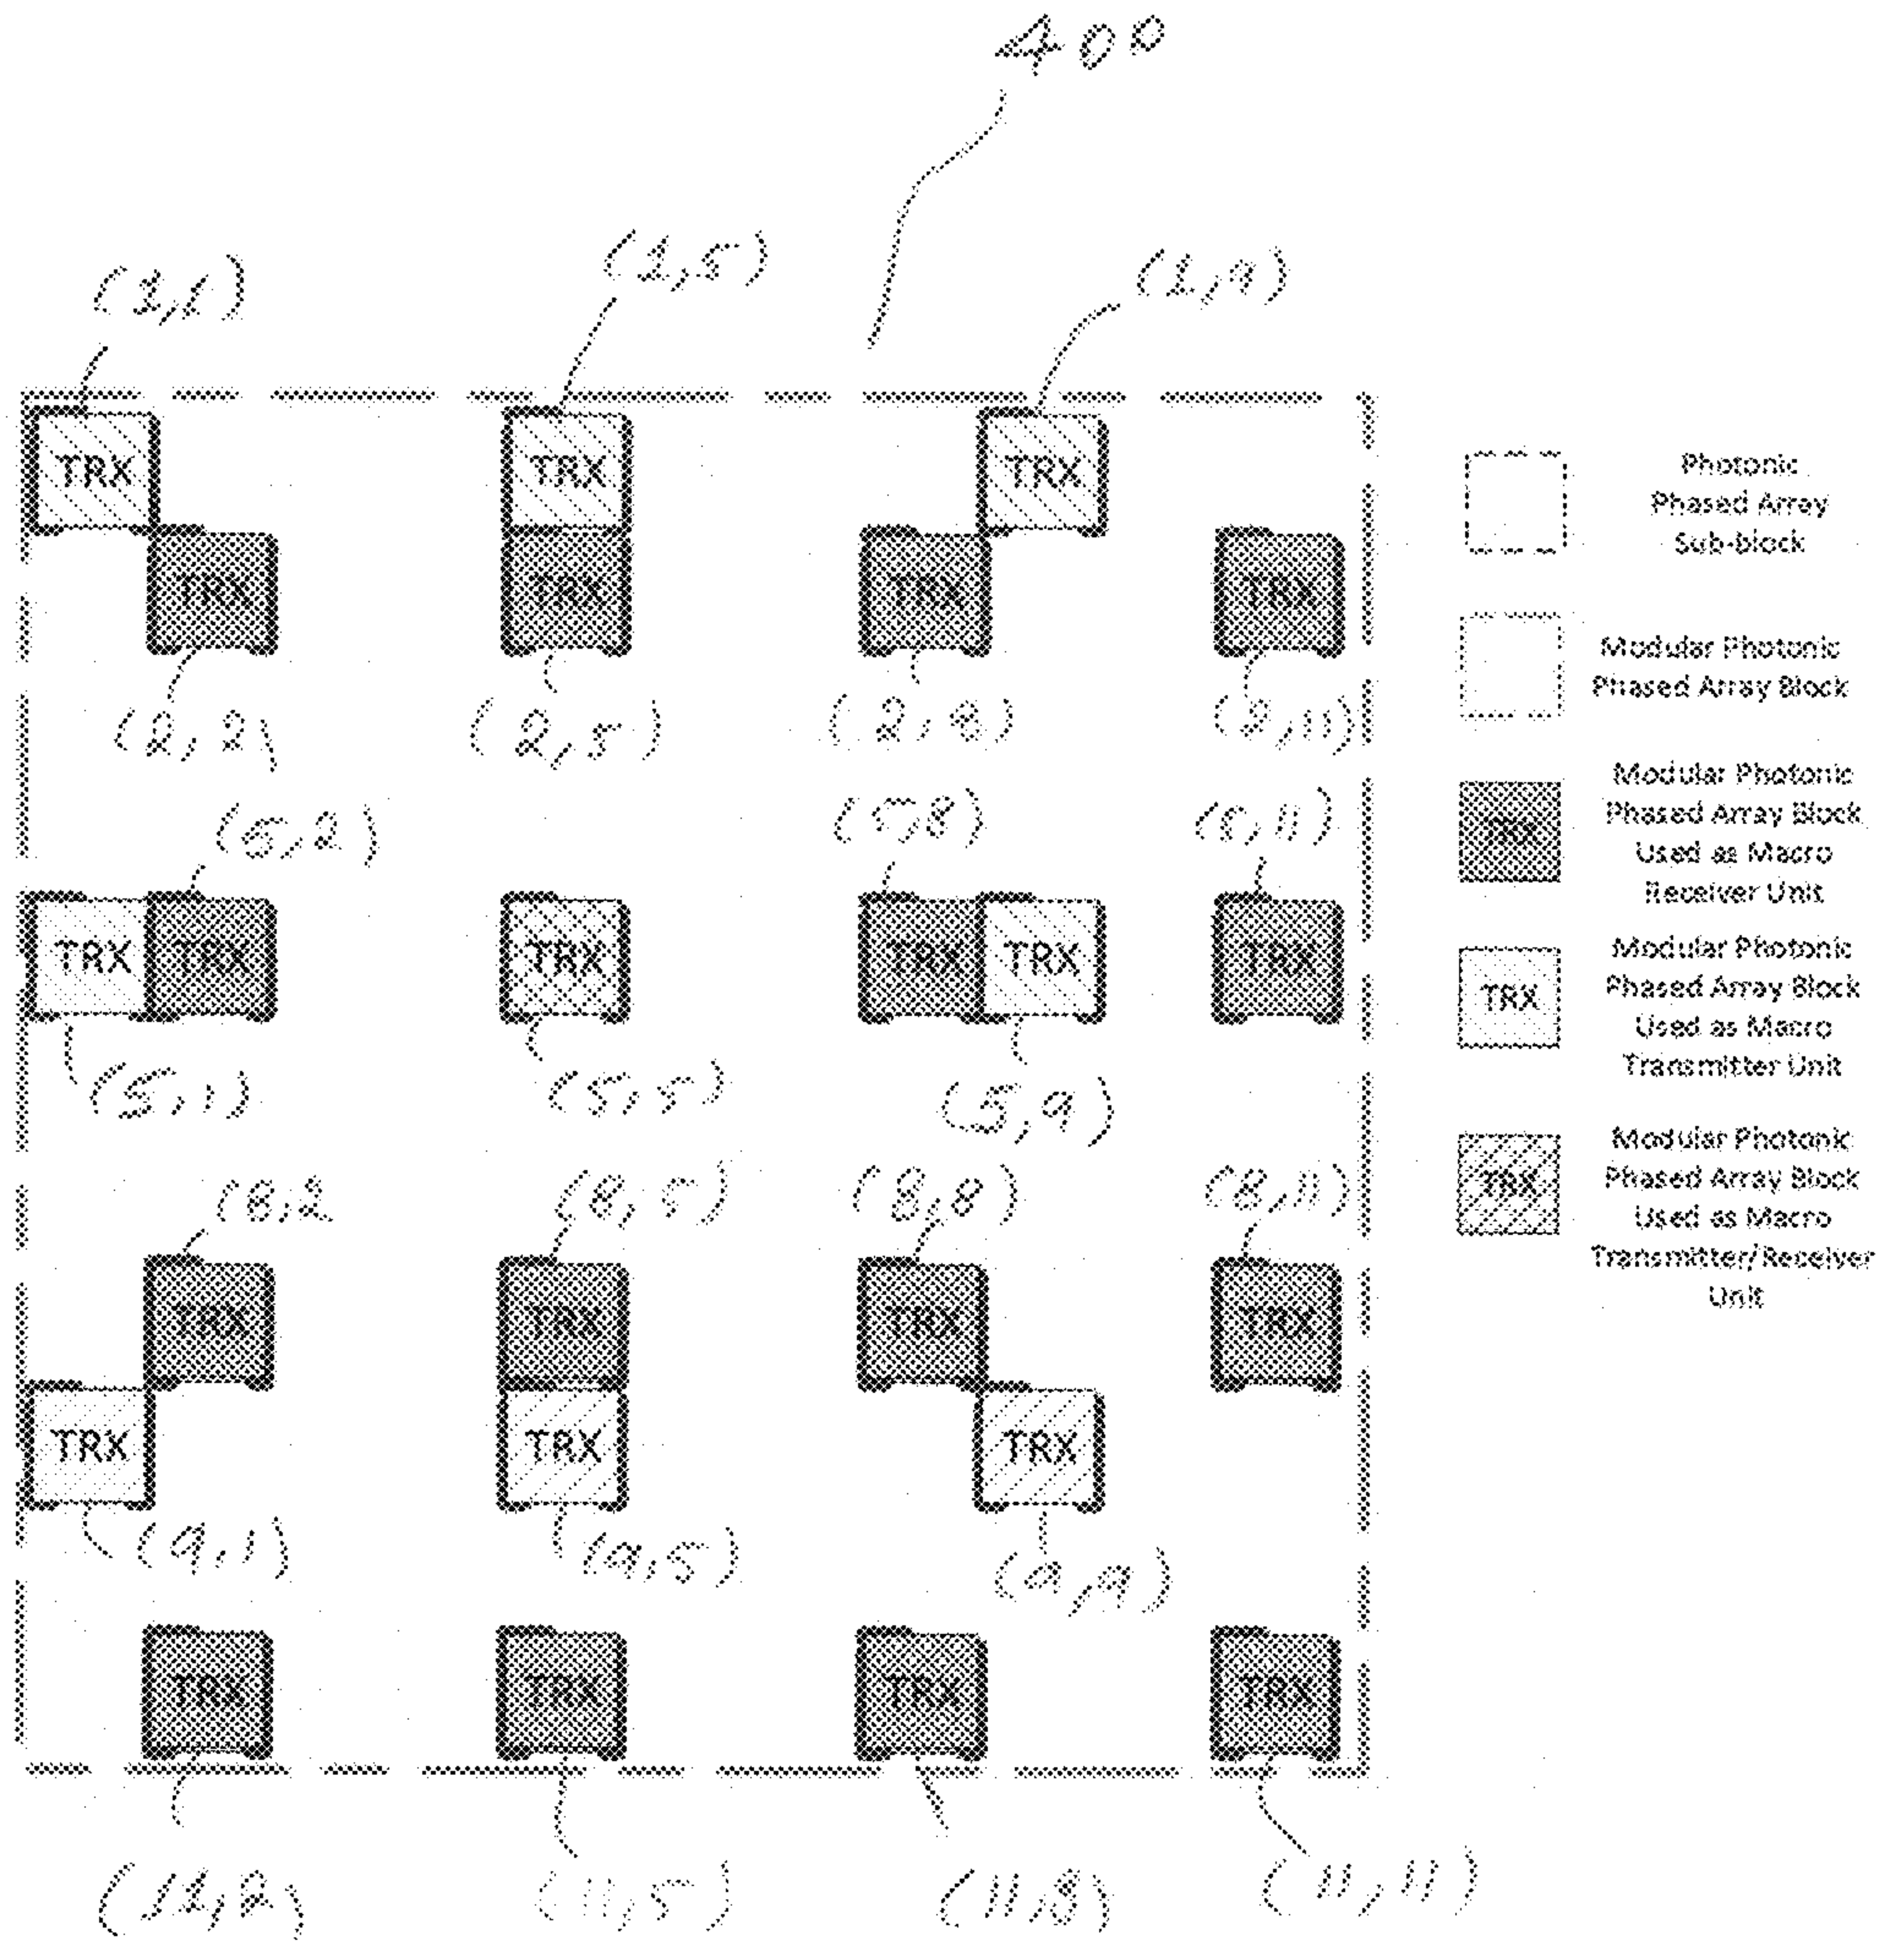 400
(1,1)
(1,5)
(1,9)
TRX TRX TRX
TRX TRX TRX TRX
(2,2)
(2,5)
(2,8)
(2,11)
(5,2)
(5,8)
(5,11)
TRX TRX TRX TRX TRX TRX
(5,1)
(5,5)
(5,9)
(8,2
(8,5)
(8,8)
(8,11)
TRX TRX TRX TRX
TRX TRX TRX
(9,1)
(9,5)
(9,9)
TRX TRX TRX TRX
(11,2)
(11,5)
(11,8)
(11,11)
Photonic
Phased Array
Sub-block
Modular Photonic
Phased Array Block
TRX
Modular Photonic
Phased Array Block
Used as Macro
Receiver Unit
TRX
Modular Photonic
Phased Array Block
Used as Macro
Transmitter Unit
TRX
Modular Photonic
Phased Array Block
Used as Macro
Transmitter/Receiver
Unit